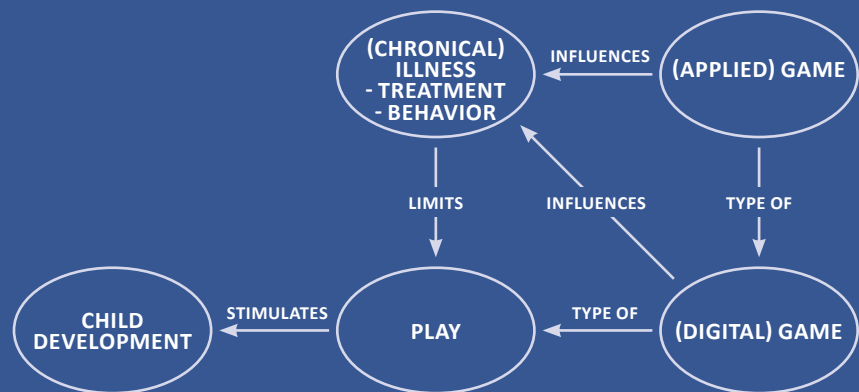 (CHRONICAL)
ILLNESS
- TREATMENT
- BEHAVIOR
INFLUENCES
(APPLIED) GAME
LIMITS
INFLUENCES
TYPE OF
CHILD
DEVELOPMENT
STIMULATES
PLAY
TYPE OF
(DIGITAL) GAME